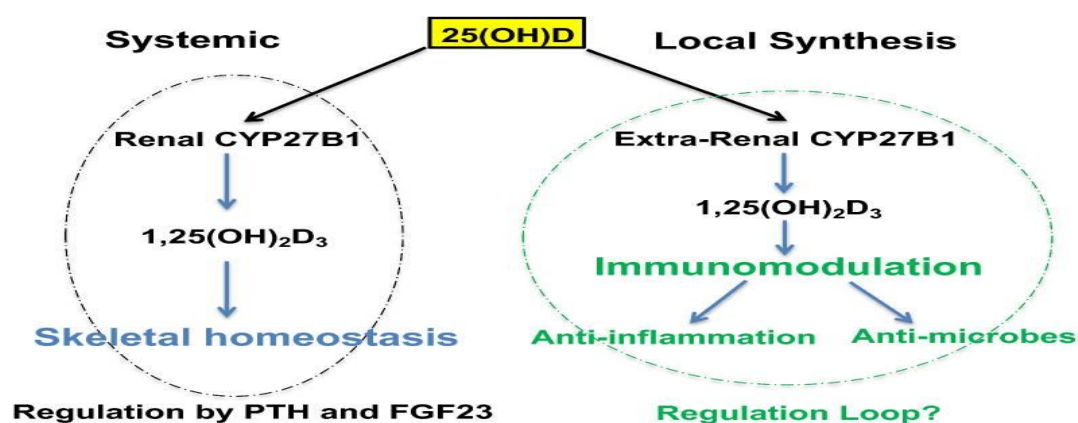 Systemic
25(OH)D
Local Synthesis
Renal CYP27B1
1,25(OH)₂D₃
Skeletal homeostasis
Regulation by PTH and FGF23
Extra-Renal CYP27B1
1,25(OH)₂D₃
Immunomodulation
Anti-inflammation
Anti-microbes
Regulation Loop?